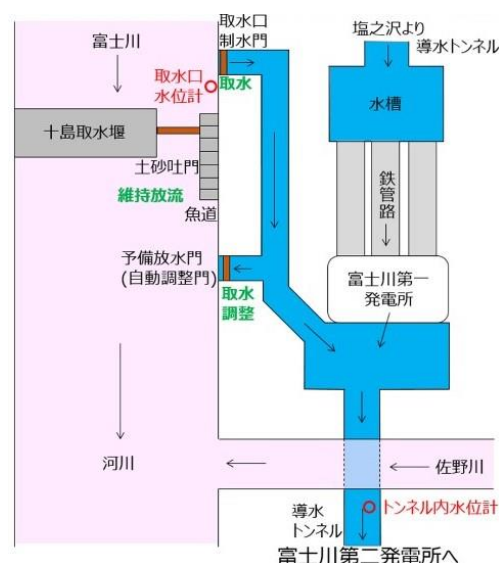 富士川
取水口
制水門
取水
取水口
水位計
十島取水堰
土砂吐門
維持放流
魚道
予備放水門
(自動調整門)
取水
調整
塩之沢より
導水トンネル
水槽
鉄管路
富士川第一
発電所
河川
佐野川
導水
トンネル
トンネル内水位計
富士川第二発電所へ